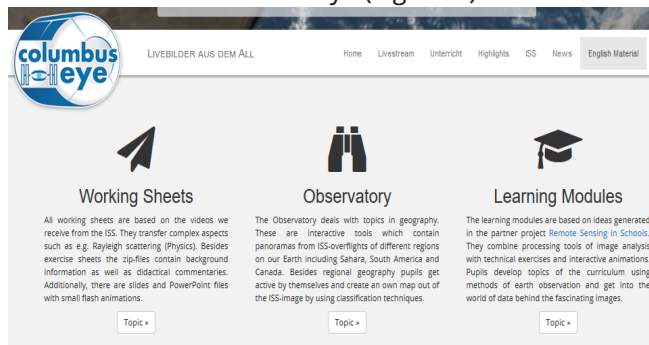 columbus
eye
LIVEBILDER AUS DEM ALL
Home Livestream Unterricht Highlights ISS News English Material
Working Sheets
All working sheets are based on the videos we
receive from the ISS. They transfer complex aspects
such as e.g. Rayleigh scattering (Physics). Besides
exercise sheets the zip-files contain background
information as well as didactical commentaries.
Additionally, there are slides and PowerPoint files
with small flash animations.
Topic »
Observatory
The Observatory deals with topics in geography.
These are interactive tools which contain
panoramas from ISS-overflights of different regions
on our Earth including Sahara, South America and
Canada. Besides regional geography pupils get
active by themselves and create an own map out of
the ISS-image by using classification techniques.
Topic »
Learning Modules
The learning modules are based on ideas generated
in the partner project Remote Sensing in Schools.
They combine processing tools of image analysis
with technical exercises and interactive animations.
Pupils develop topics of the curriculum using
methods of earth observation and get into the
world of data behind the fascinating images.
Topic »